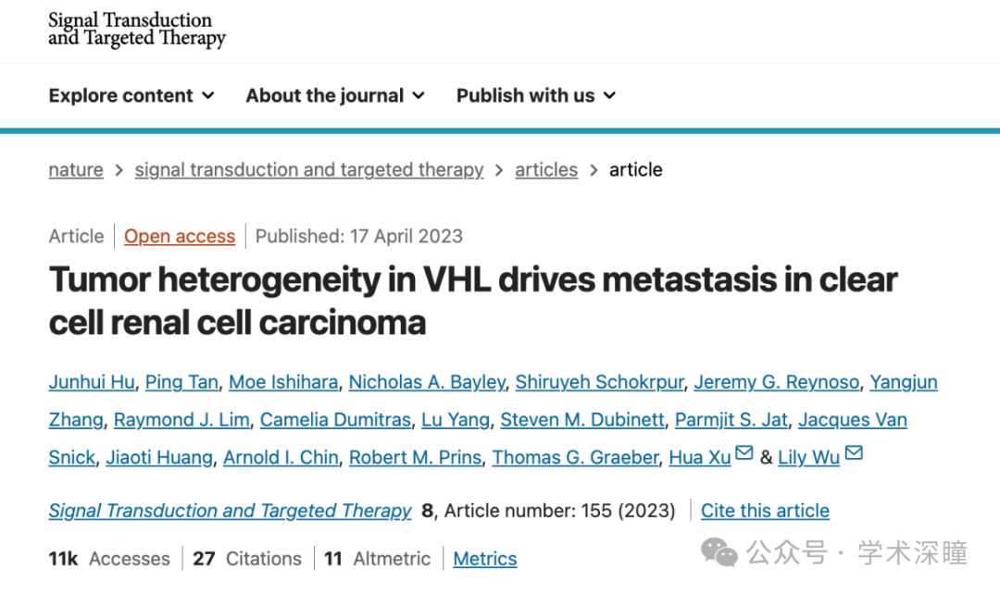 Signal Transduction
and Targeted Therapy
Explore content About the journal Publish with us
nature > signal transduction and targeted therapy > articles > article
Article | Open access | Published: 17 April 2023
Tumor heterogeneity in VHL drives metastasis in clear
cell renal cell carcinoma
Junhui Hu, Ping Tan, Moe Ishihara, Nicholas A. Bayley, Shiruyeh Schokrpur, Jeremy G. Reynoso, Yangjun
Zhang, Raymond J. Lim, Camelia Dumitras, Lu Yang, Steven M. Dubinett, Parmjit S. Jat, Jacques Van
Snick, Jiaoti Huang, Arnold I. Chin, Robert M. Prins, Thomas G. Graeber, Hua Xu & Lily Wu
Signal Transduction and Targeted Therapy 8, Article number: 155 (2023) | Cite this article
11k Accesses | 27 Citations | 11 Altmetric | Metrics
公众号 · 学术深瞳